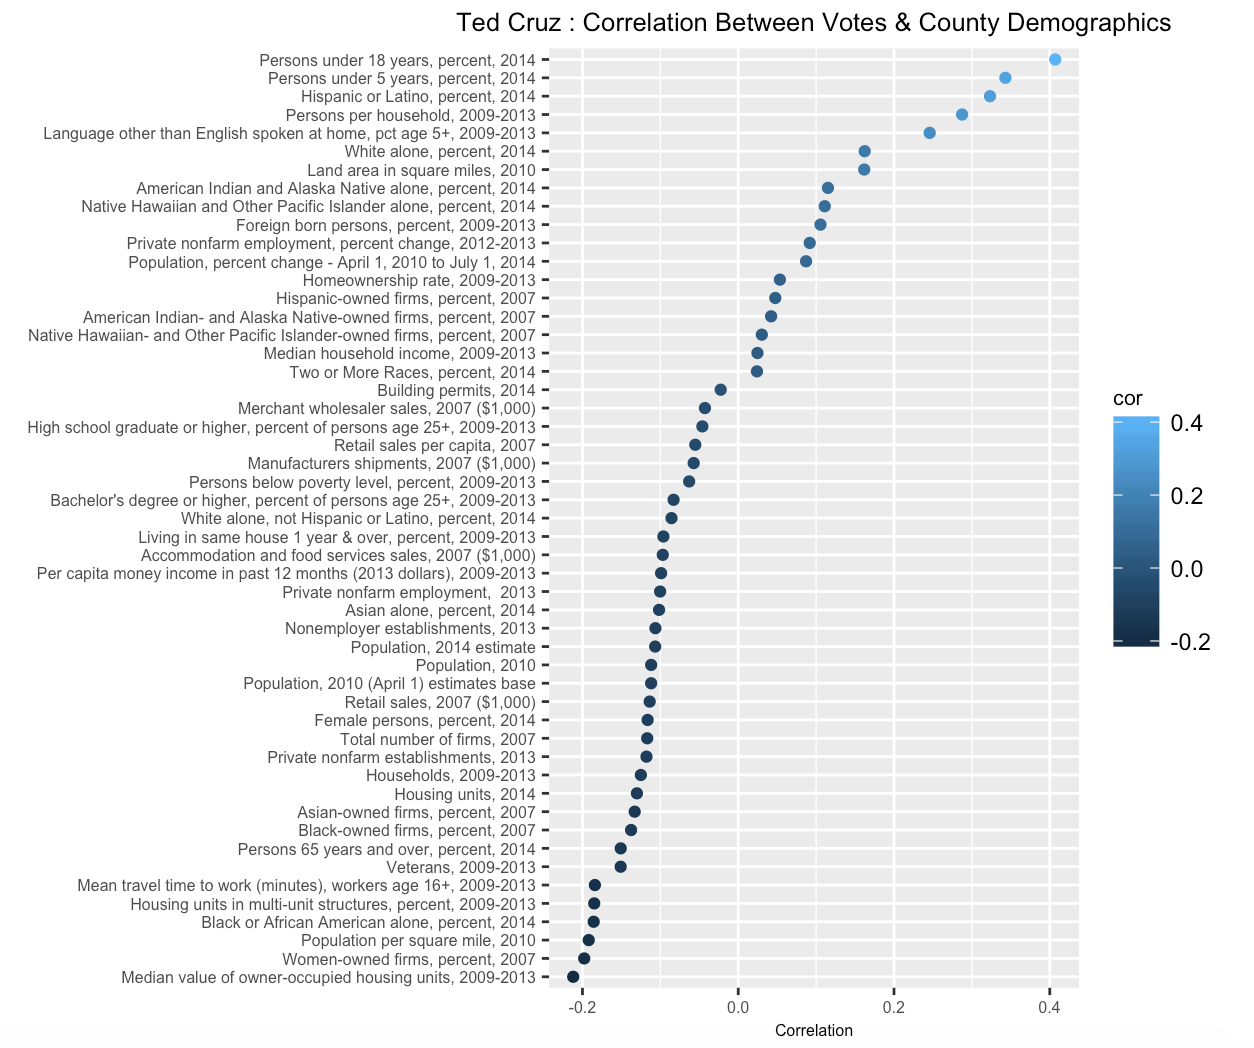 Ted Cruz : Correlation Between Votes & County Demographics
Persons under 18 years, percent, 2014
Persons under 5 years, percent, 2014
Hispanic or Latino, percent, 2014
Persons per household, 2009-2013
Language other than English spoken at home, pct age 5+, 2009-2013
White alone, percent, 2014
Land area in square miles, 2010
American Indian and Alaska Native alone, percent, 2014
Native Hawaiian and Other Pacific Islander alone, percent, 2014
Foreign born persons, percent, 2009-2013
Private nonfarm employment, percent change, 2012-2013
Population, percent change - April 1, 2010 to July 1, 2014
Homeownership rate, 2009-2013
Hispanic-owned firms, percent, 2007
American Indian- and Alaska Native-owned firms, percent, 2007
Native Hawaiian- and Other Pacific Islander-owned firms, percent, 2007
Median household income, 2009-2013
Two or More Races, percent, 2014
Building permits, 2014
Merchant wholesaler sales, 2007 ($1,000)
High school graduate or higher, percent of persons age 25+, 2009-2013
Retail sales per capita, 2007
Manufacturers shipments, 2007 ($1,000)
Persons below poverty level, percent, 2009-2013
Bachelor's degree or higher, percent of persons age 25+, 2009-2013
White alone, not Hispanic or Latino, percent, 2014
Living in same house 1 year & over, percent, 2009-2013
Accommodation and food services sales, 2007 ($1,000)
Per capita money income in past 12 months (2013 dollars), 2009-2013
Private nonfarm employment,  2013
Asian alone, percent, 2014
Nonemployer establishments, 2013
Population, 2014 estimate
Population, 2010
Population, 2010 (April 1) estimates base
Retail sales, 2007 ($1,000)
Female persons, percent, 2014
Total number of firms, 2007
Private nonfarm establishments, 2013
Households, 2009-2013
Housing units, 2014
Asian-owned firms, percent, 2007
Black-owned firms, percent, 2007
Persons 65 years and over, percent, 2014
Veterans, 2009-2013
Mean travel time to work (minutes), workers age 16+, 2009-2013
Housing units in multi-unit structures, percent, 2009-2013
Black or African American alone, percent, 2014
Population per square mile, 2010
Women-owned firms, percent, 2007
Median value of owner-occupied housing units, 2009-2013
-0.2 0.0 0.2 0.4
Correlation
cor
0.4
0.2
0.0
-0.2